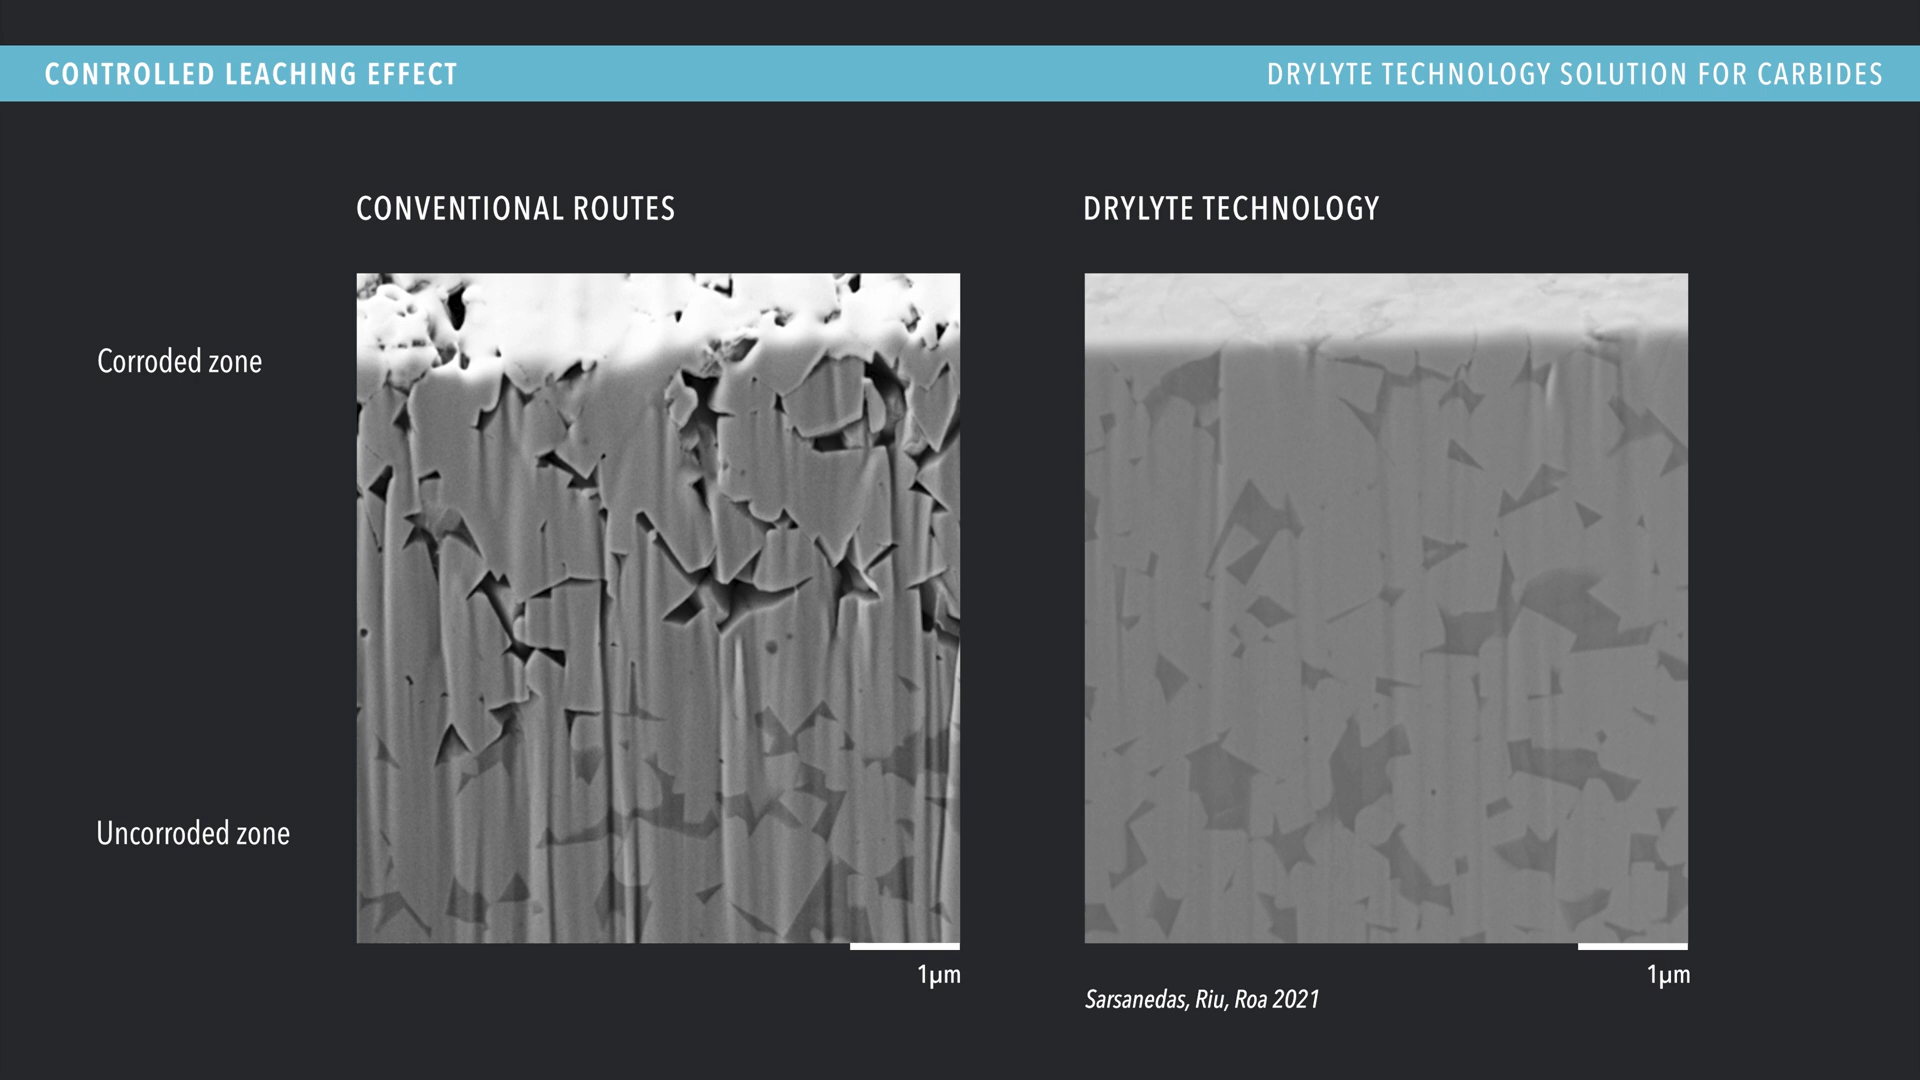 CONTROLLED LEACHING EFFECT
DRYLYTE TECHNOLOGY SOLUTION FOR CARBIDES
CONVENTIONAL ROUTES
DRYLYTE TECHNOLOGY
Corroded zone
Uncorroded zone
1µm
1µm
Sarsanedas, Riu, Roa 2021